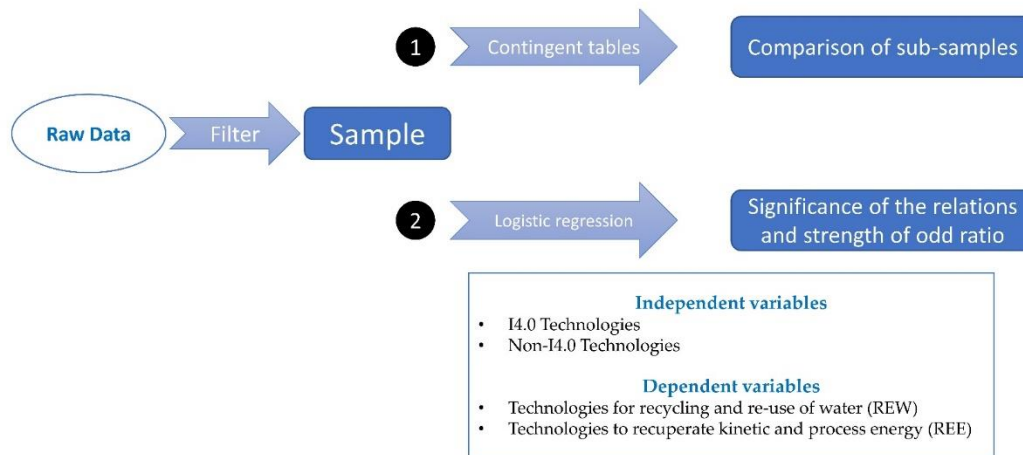 1
Contingent tables
Comparison of sub-samples
Raw Data
Filter
Sample
2
Logistic regression
Significance of the relations
and strength of odd ratio
Independent variables
• I4.0 Technologies
• Non-I4.0 Technologies
Dependent variables
• Technologies for recycling and re-use of water (REW)
• Technologies to recuperate kinetic and process energy (REE)